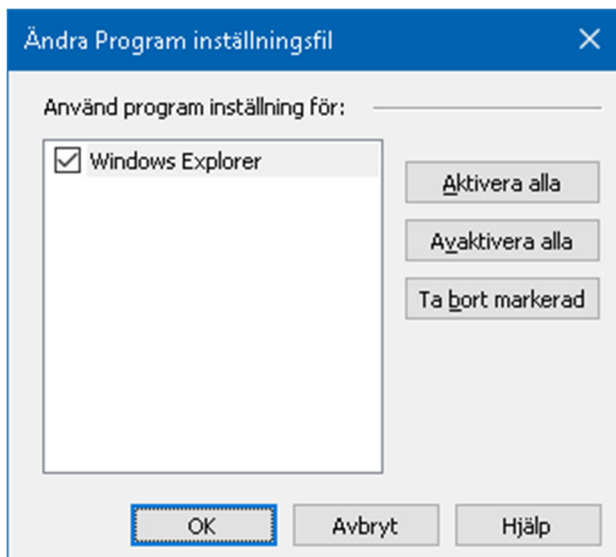 Ändra Program inställningsfil
Använd program inställning för:
Windows Explorer
Aktivera alla
Avaktivera alla
Ta bort markerad
OK
Avbryt
Hjälp